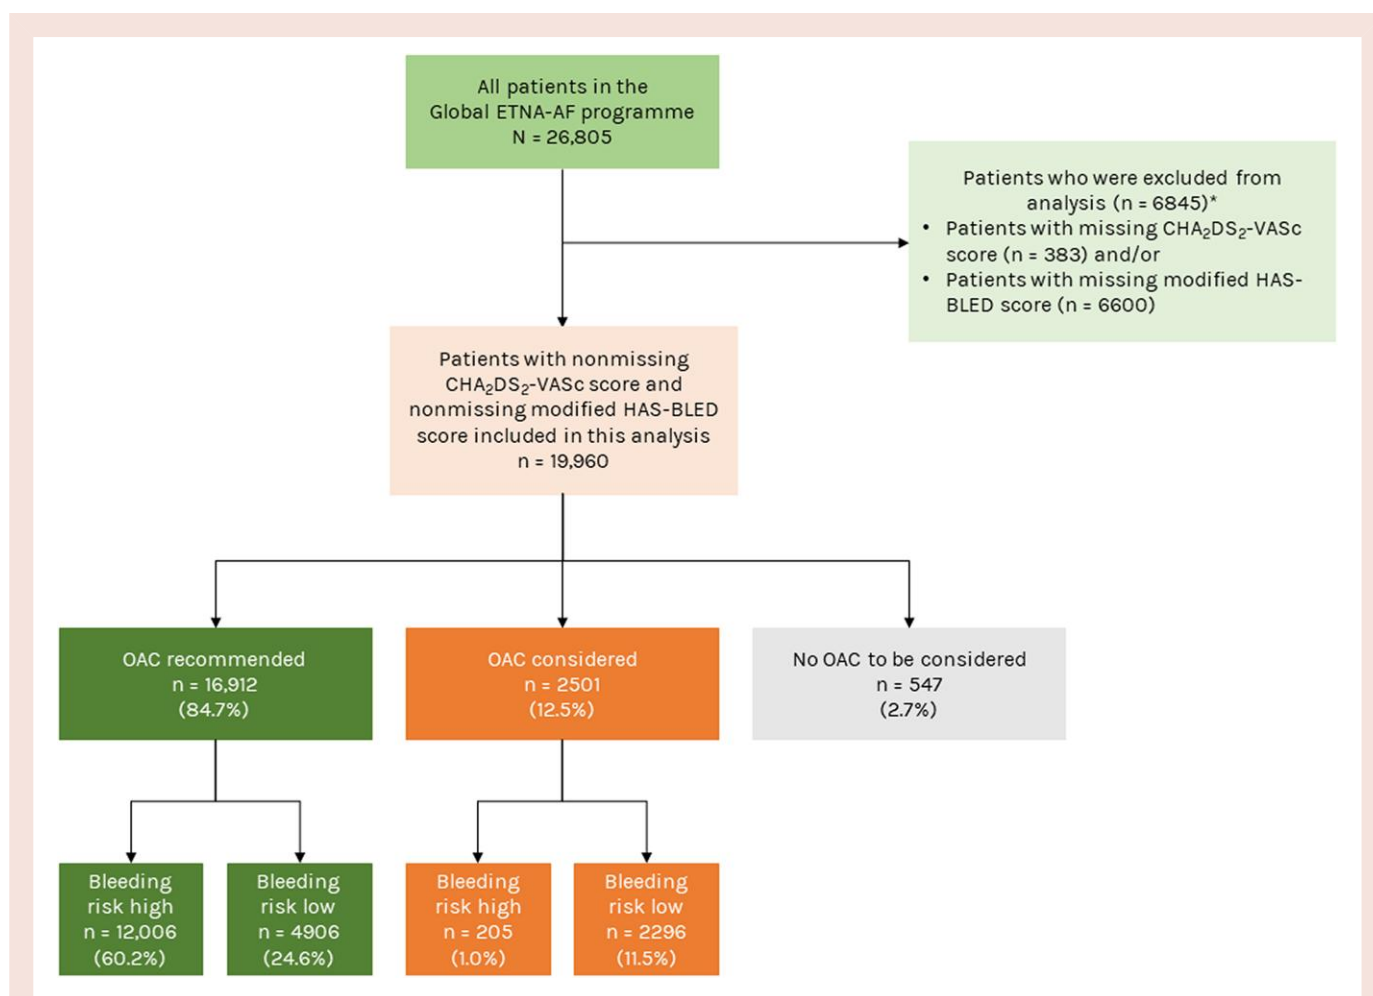 All patients in the
Global ETNA-AF programme
N = 26,805
Patients who were excluded from
analysis (n = 6845)*
• Patients with missing CHA₂DS₂-VASc
score (n = 383) and/or
• Patients with missing modified HAS-
BLED score (n = 6600)
Patients with nonmissing
CHA₂DS₂-VASc score and
nonmissing modified HAS-BLED
score included in this analysis
n = 19,960
OAC recommended
n = 16,912
(84.7%)
OAC considered
n = 2501
(12.5%)
No OAC to be considered
n = 547
(2.7%)
Bleeding
risk high
n = 12,006
(60.2%)
Bleeding
risk low
n = 4906
(24.6%)
Bleeding
risk high
n = 205
(1.0%)
Bleeding
risk low
n = 2296
(11.5%)